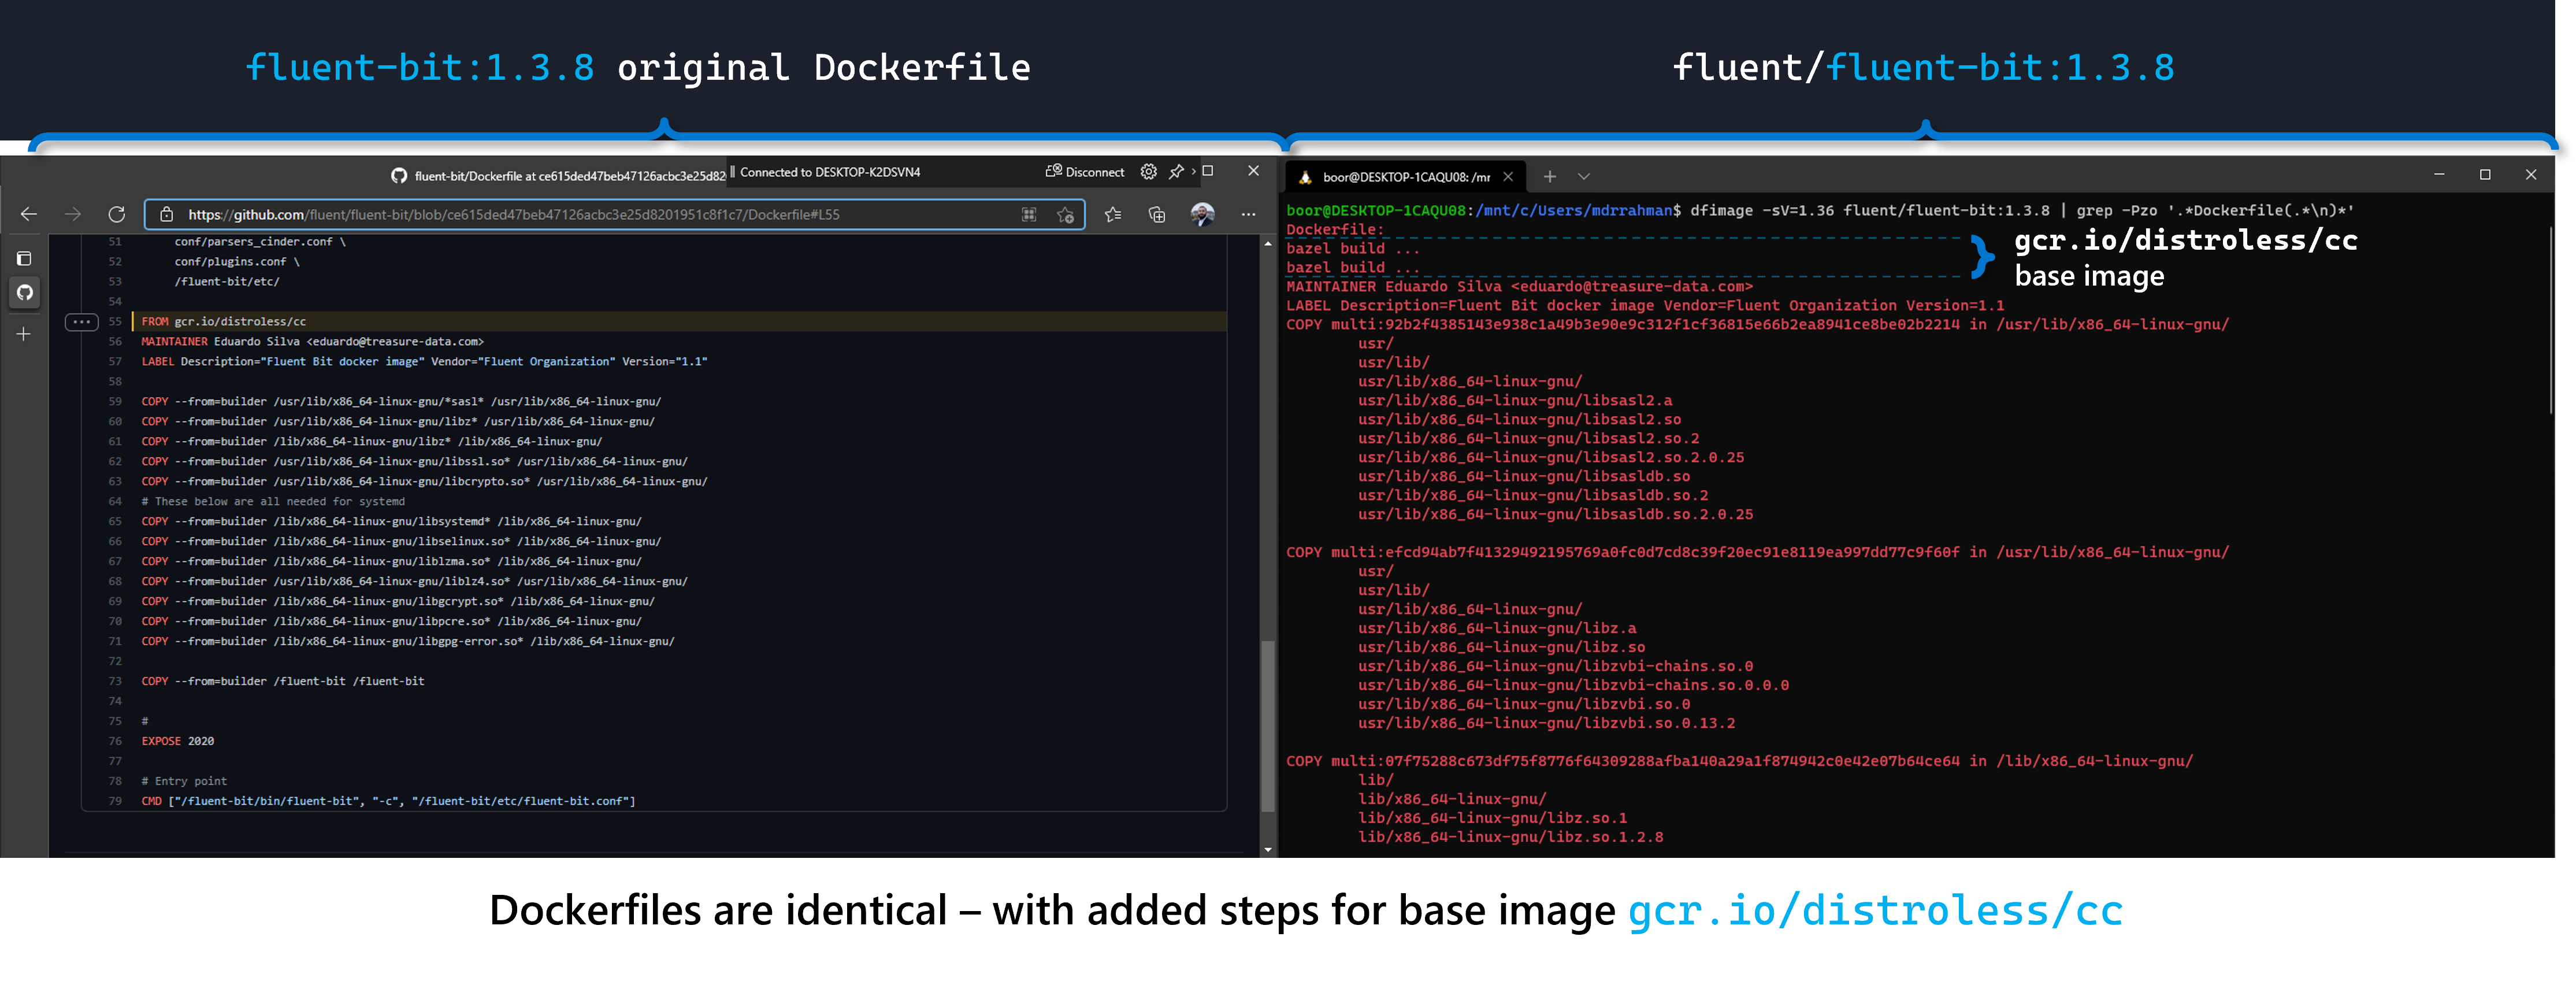 fluent-bit:1.3.8 original Dockerfile
fluent/fluent-bit:1.3.8
fluent-bit/Dockerfile at ce615ded47beb47126acbc3e25d82
Connected to DESKTOP-K2DSVN4
Disconnect
https://github.com/fluent/fluent-bit/blob/ce615ded47beb47126acbc3e25d8201951c8f1c7/Dockerfile#L55
51 conf/parsers_cinder.conf \
52 conf/plugins.conf \
53 /fluent-bit/etc/
54
55 FROM gcr.io/distroless/cc
56 MAINTAINER Eduardo Silva <eduardo@treasure-data.com>
57 LABEL Description="Fluent Bit docker image" Vendor="Fluent Organization" Version="1.1"
58
59 COPY --from=builder /usr/lib/x86_64-linux-gnu/*sasl* /usr/lib/x86_64-linux-gnu/
60 COPY --from=builder /usr/lib/x86_64-linux-gnu/libz* /usr/lib/x86_64-linux-gnu/
61 COPY --from=builder /lib/x86_64-linux-gnu/libz* /lib/x86_64-linux-gnu/
62 COPY --from=builder /usr/lib/x86_64-linux-gnu/libssl.so* /usr/lib/x86_64-linux-gnu/
63 COPY --from=builder /usr/lib/x86_64-linux-gnu/libcrypto.so* /usr/lib/x86_64-linux-gnu/
64 # These below are all needed for systemd
65 COPY --from=builder /lib/x86_64-linux-gnu/libsystemd* /lib/x86_64-linux-gnu/
66 COPY --from=builder /lib/x86_64-linux-gnu/libselinux.so* /lib/x86_64-linux-gnu/
67 COPY --from=builder /lib/x86_64-linux-gnu/liblzma.so* /lib/x86_64-linux-gnu/
68 COPY --from=builder /usr/lib/x86_64-linux-gnu/liblz4.so* /usr/lib/x86_64-linux-gnu/
69 COPY --from=builder /lib/x86_64-linux-gnu/libgcrypt.so* /lib/x86_64-linux-gnu/
70 COPY --from=builder /lib/x86_64-linux-gnu/libpcre.so* /lib/x86_64-linux-gnu/
71 COPY --from=builder /lib/x86_64-linux-gnu/libgpg-error.so* /lib/x86_64-linux-gnu/
72
73 COPY --from=builder /fluent-bit /fluent-bit
74
75 #
76 EXPOSE 2020
77
78 # Entry point
79 CMD ["/fluent-bit/bin/fluent-bit", "-c", "/fluent-bit/etc/fluent-bit.conf"]
boor@DESKTOP-1CAQU08: /mr
boor@DESKTOP-1CAQU08:/mnt/c/Users/mdrrahman$ dfimage -sV=1.36 fluent/fluent-bit:1.3.8 | grep -Pzo '.*Dockerfile(.*\n)*'
Dockerfile:
bazel build ...
bazel build ...
gcr.io/distroless/cc
base image
MAINTAINER Eduardo Silva <eduardo@treasure-data.com>
LABEL Description=Fluent Bit docker image Vendor=Fluent Organization Version=1.1
COPY multi:92b2f4385143e938c1a49b3e90e9c312f1cf36815e66b2ea8941ce8be02b2214 in /usr/lib/x86_64-linux-gnu/
usr/
usr/lib/
usr/lib/x86_64-linux-gnu/
usr/lib/x86_64-linux-gnu/libsasl2.a
usr/lib/x86_64-linux-gnu/libsasl2.so
usr/lib/x86_64-linux-gnu/libsasl2.so.2
usr/lib/x86_64-linux-gnu/libsasl2.so.2.0.25
usr/lib/x86_64-linux-gnu/libsasldb.so
usr/lib/x86_64-linux-gnu/libsasldb.so.2
usr/lib/x86_64-linux-gnu/libsasldb.so.2.0.25
COPY multi:efcd94ab7f41329492195769a0fc0d7cd8c39f20ec91e8119ea997dd77c9f60f in /usr/lib/x86_64-linux-gnu/
usr/
usr/lib/
usr/lib/x86_64-linux-gnu/
usr/lib/x86_64-linux-gnu/libz.a
usr/lib/x86_64-linux-gnu/libz.so
usr/lib/x86_64-linux-gnu/libzvbi-chains.so.0
usr/lib/x86_64-linux-gnu/libzvbi-chains.so.0.0.0
usr/lib/x86_64-linux-gnu/libzvbi.so.0
usr/lib/x86_64-linux-gnu/libzvbi.so.0.13.2
COPY multi:07f75288c673df75f8776f64309288afba140a29a1f874942c0e42e07b64ce64 in /lib/x86_64-linux-gnu/
lib/
lib/x86_64-linux-gnu/
lib/x86_64-linux-gnu/libz.so.1
lib/x86_64-linux-gnu/libz.so.1.2.8
Dockerfiles are identical – with added steps for base image gcr.io/distroless/cc